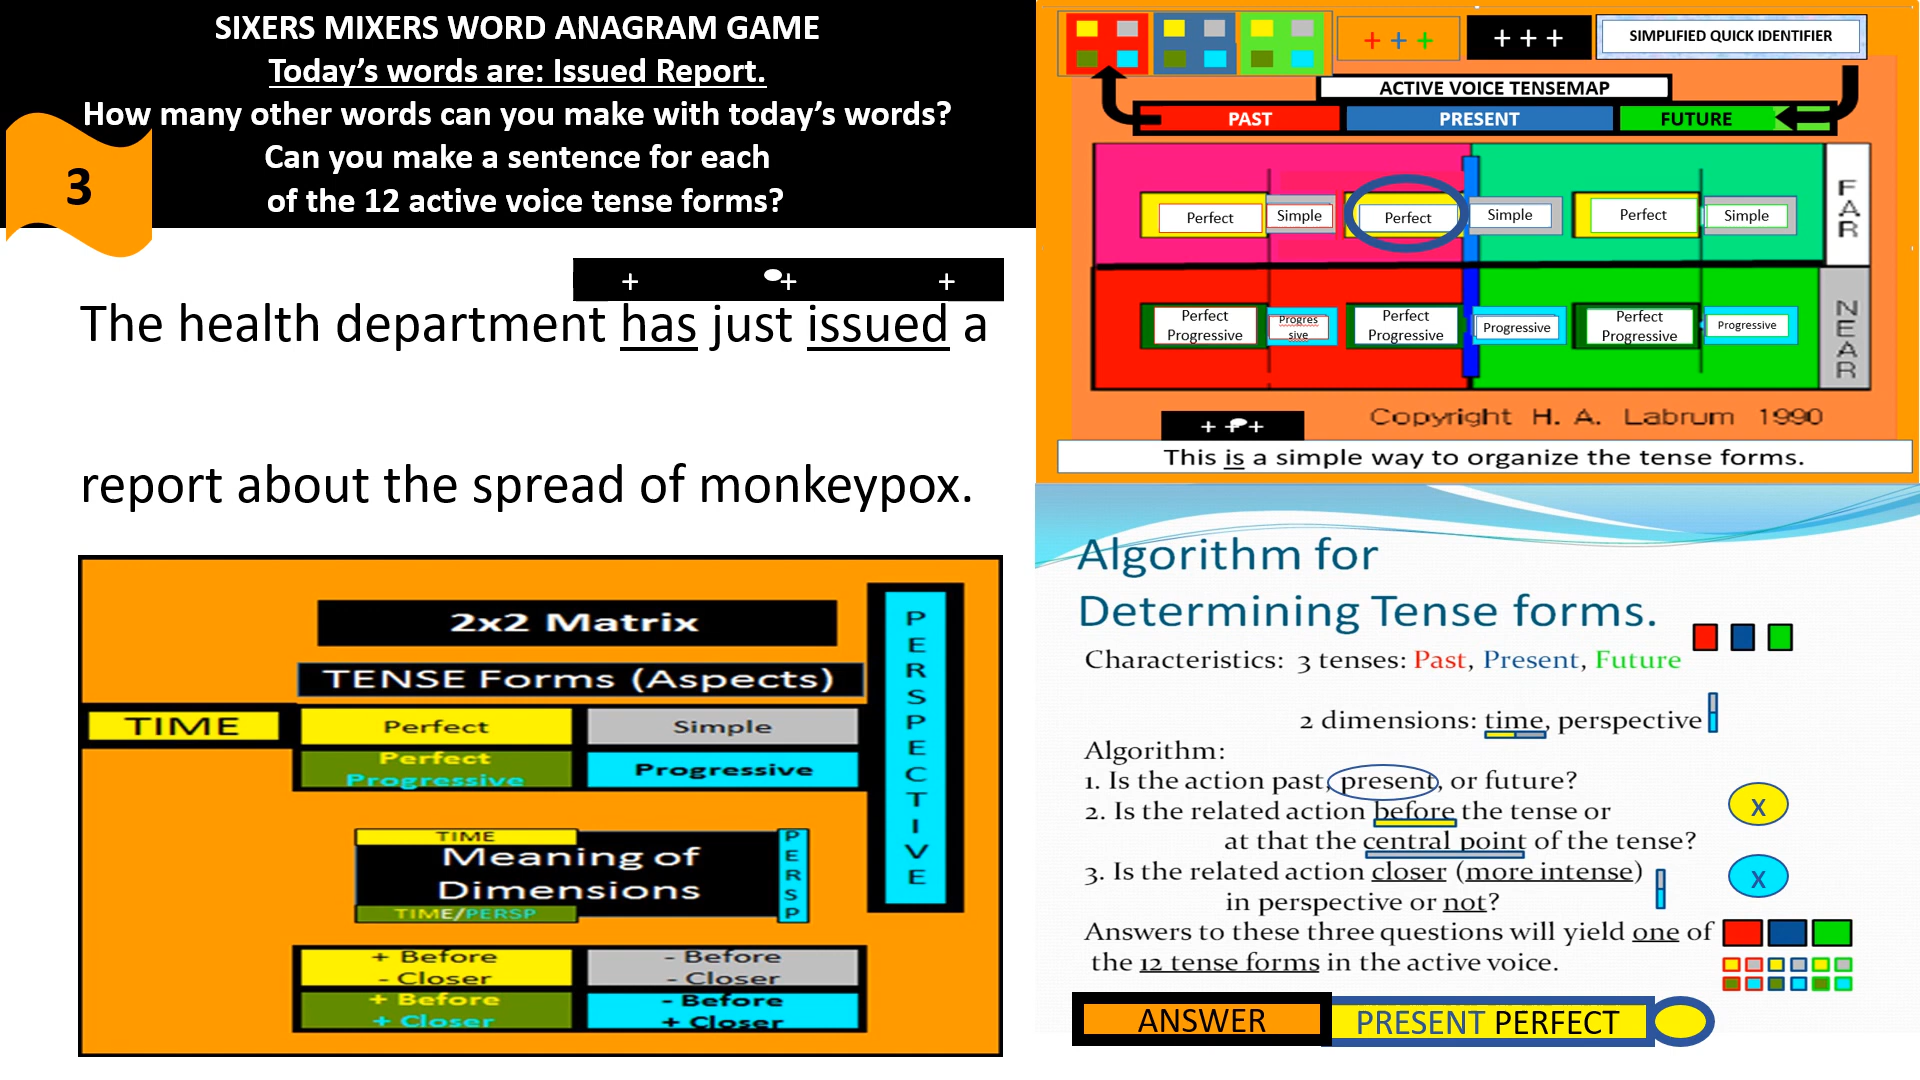 SIXERS MIXERS WORD ANAGRAM GAME
Today's words are: Issued Report.
How many other words can you make with today's words?
Can you make a sentence for each
of the 12 active voice tense forms?
3
+ + +
The health department has just issued a
report about the spread of monkeypox.
2x2 Matrix
TENSE Forms (Aspects)
TIME
Perfect Simple
Perfect Progressive
Progressive
PERSPECTIVE
TIME
Meaning of
Dimensions
TIME/PERSP
PERSP
+ Before
- Closer
- Before
- Closer
+ Before
+ Closer
- Before
+ Closer
+ + +
+ + +
SIMPLIFIED QUICK IDENTIFIER
ACTIVE VOICE TENSEMAP
PAST PRESENT FUTURE
Perfect Simple Perfect Simple Perfect Simple
FAR
Perfect Progressive
Progres
sive
Perfect Progressive
Progressive
Perfect Progressive
Progressive
NEAR
Copyright H. A. Labrum 1990
+ + +
This is a simple way to organize the tense forms.
Algorithm for
Determining Tense forms.
Characteristics: 3 tenses: Past, Present, Future
2 dimensions: time, perspective
Algorithm:
1. Is the action past, present, or future?
2. Is the related action before the tense or
at that the central point of the tense?
X
3. Is the related action closer (more intense)
in perspective or not?
X
Answers to these three questions will yield one of
the 12 tense forms in the active voice.
ANSWER PRESENT PERFECT